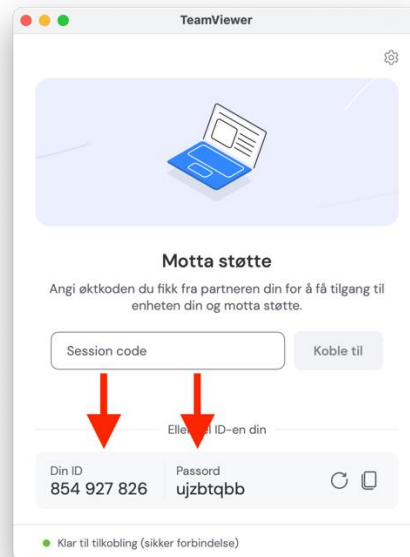 TeamViewer
Motta støtte
Angi øktkoden du fikk fra partneren din for å få tilgang til
enheten din og motta støtte.
Session code
Koble til
ID-en din
Din ID
Passord
854 927 826
ujzbtqbb
Klar til tilkobling (sikker forbindelse)